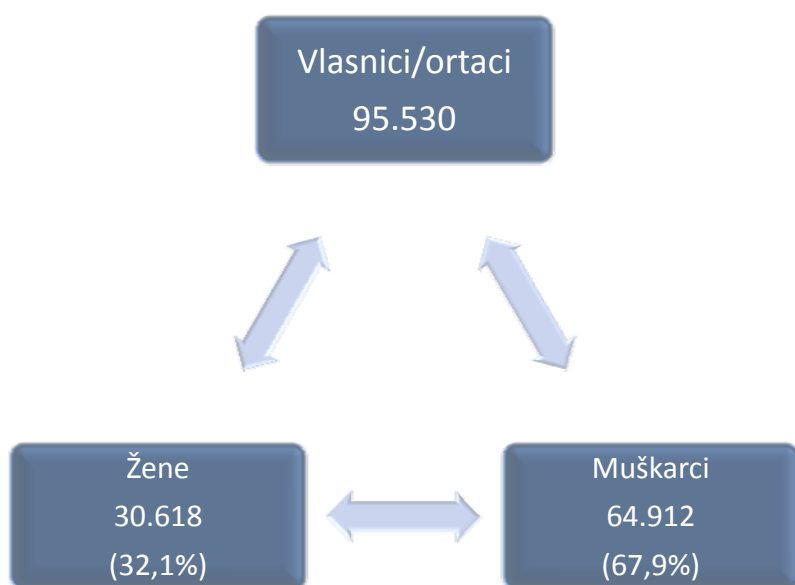 Vlasnici/ortaci
95.530
Žene
30.618
(32,1%)
Muškarci
64.912
(67,9%)